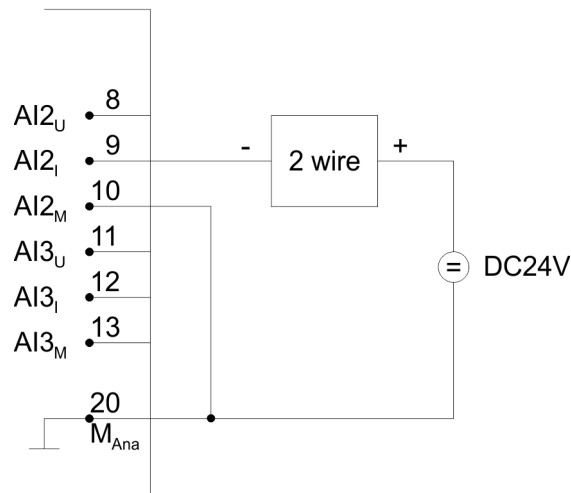 8
AI2U
9
AI2I
- 2 wire +
10
AI2M
11
AI3U
= DC24V
12
AI3I
13
AI3M
20
MAna